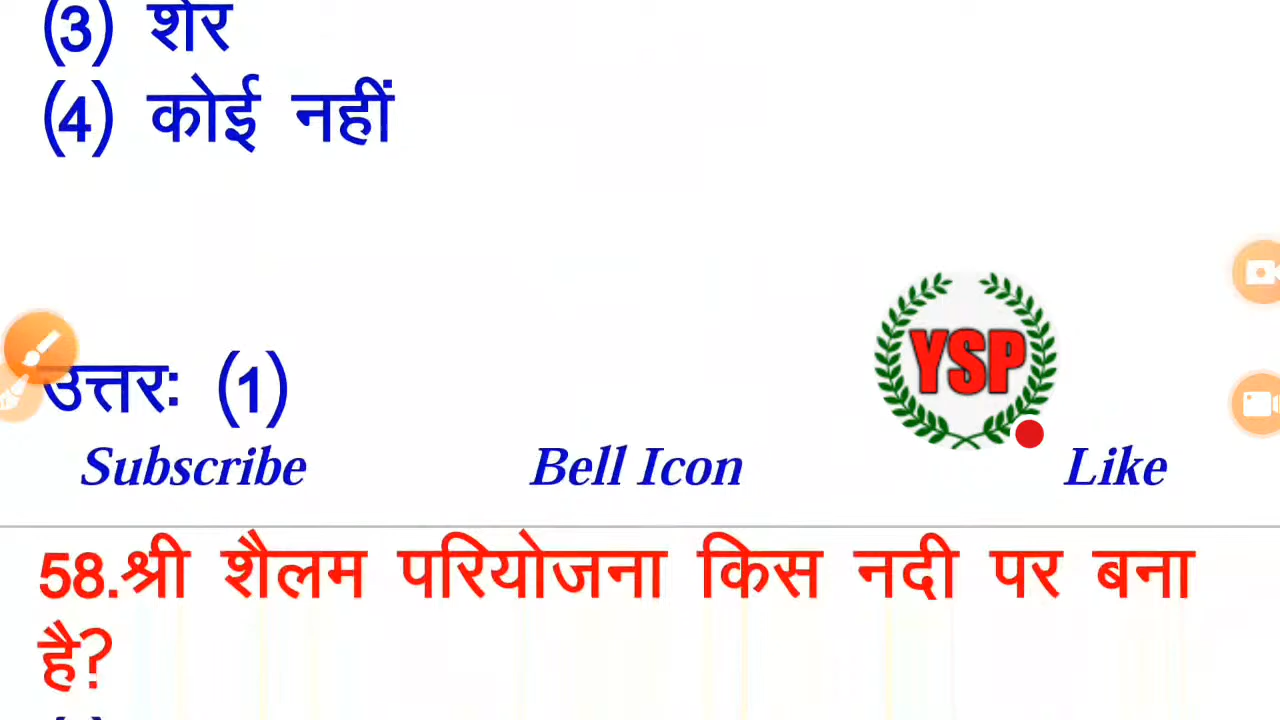 (3) शेर
(4) कोई नहीं
YSP
उत्तरः (1)
Subscribe Bell Icon Like
58.श्री शैलम परियोजना किस नदी पर बना
है?